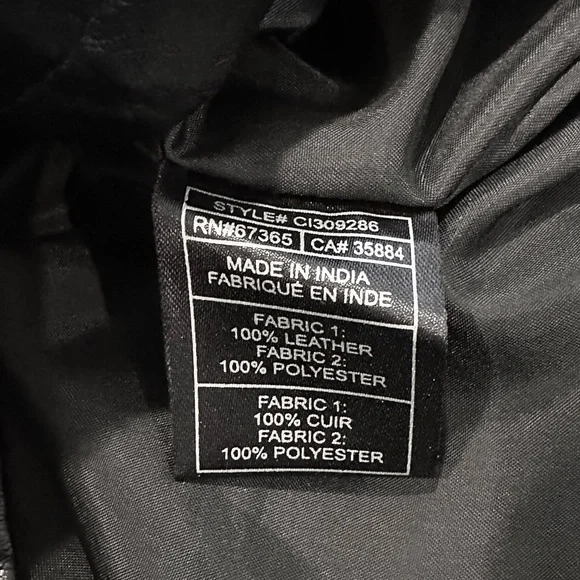 STYLE# CI309286
RN#67365 CA# 35884
MADE IN INDIA
FABRIQUÉ EN INDE
FABRIC 1:
100% LEATHER
FABRIC 2:
100% POLYESTER
FABRIC 1:
100% CUIR
FABRIC 2:
100% POLYESTER